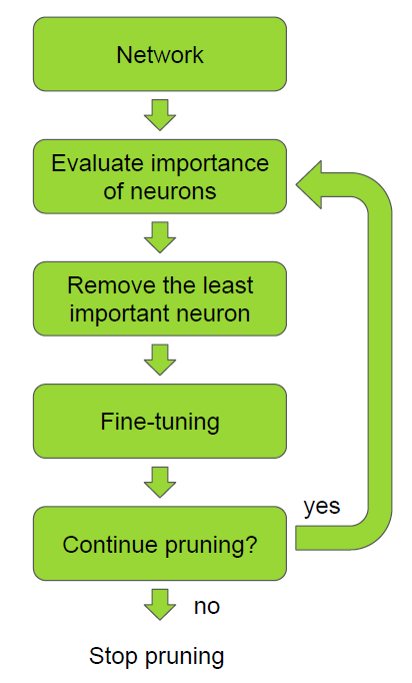 Network
Evaluate importance
of neurons
Remove the least
important neuron
Fine-tuning
yes
Continue pruning?
no
Stop pruning